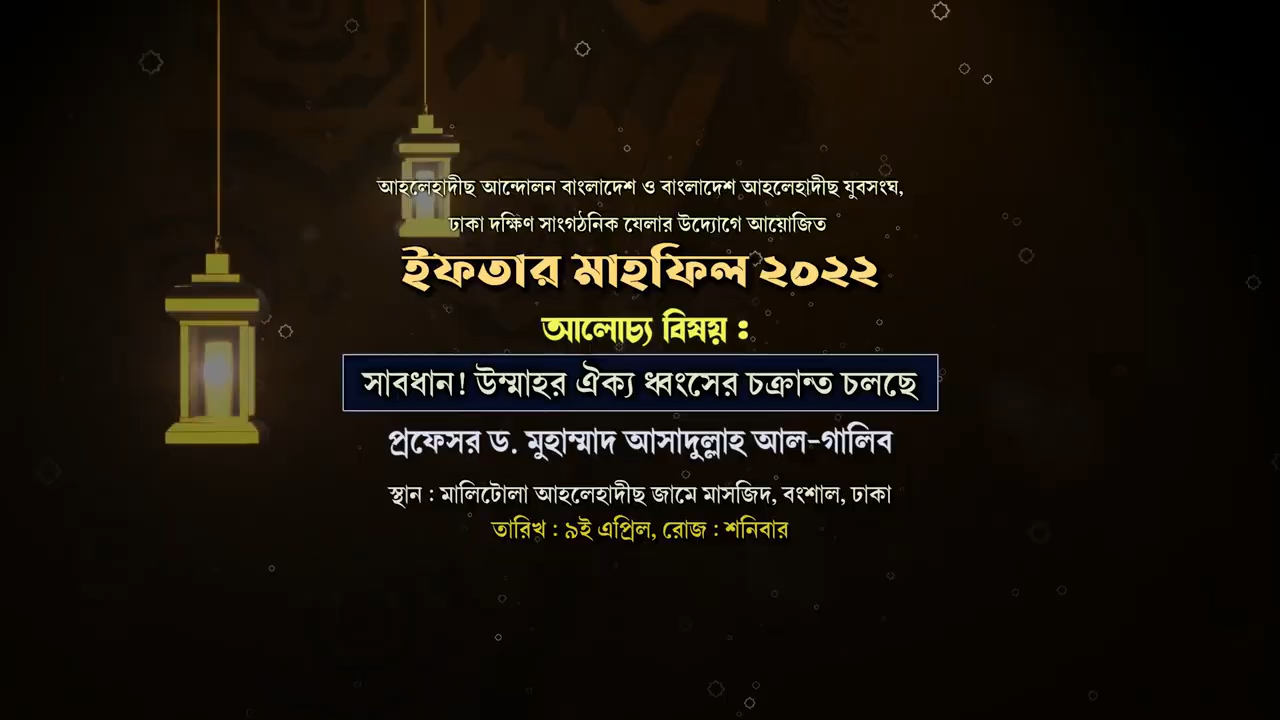 আহলেহাদীছ আন্দোলন বাংলাদেশ ও বাংলাদেশ আহলেহাদীছ যুবসংঘ,
ঢাকা দক্ষিণ সাংগঠনিক যেলার উদ্যোগে আয়োজিত
ইফতার মাহফিল ২০২২
আলোচ্য বিষয় :
সাবধান! উম্মাহর ঐক্য ধ্বংসের চক্রান্ত চলছে
প্রফেসর ড. মুহাম্মাদ আসাদুল্লাহ আল-গালিব
স্থান : মালিটোলা আহলেহাদীছ জামে মাসজিদ, বংশাল, ঢাকা
তারিখ : ৯ই এপ্রিল, রোজ : শনিবার